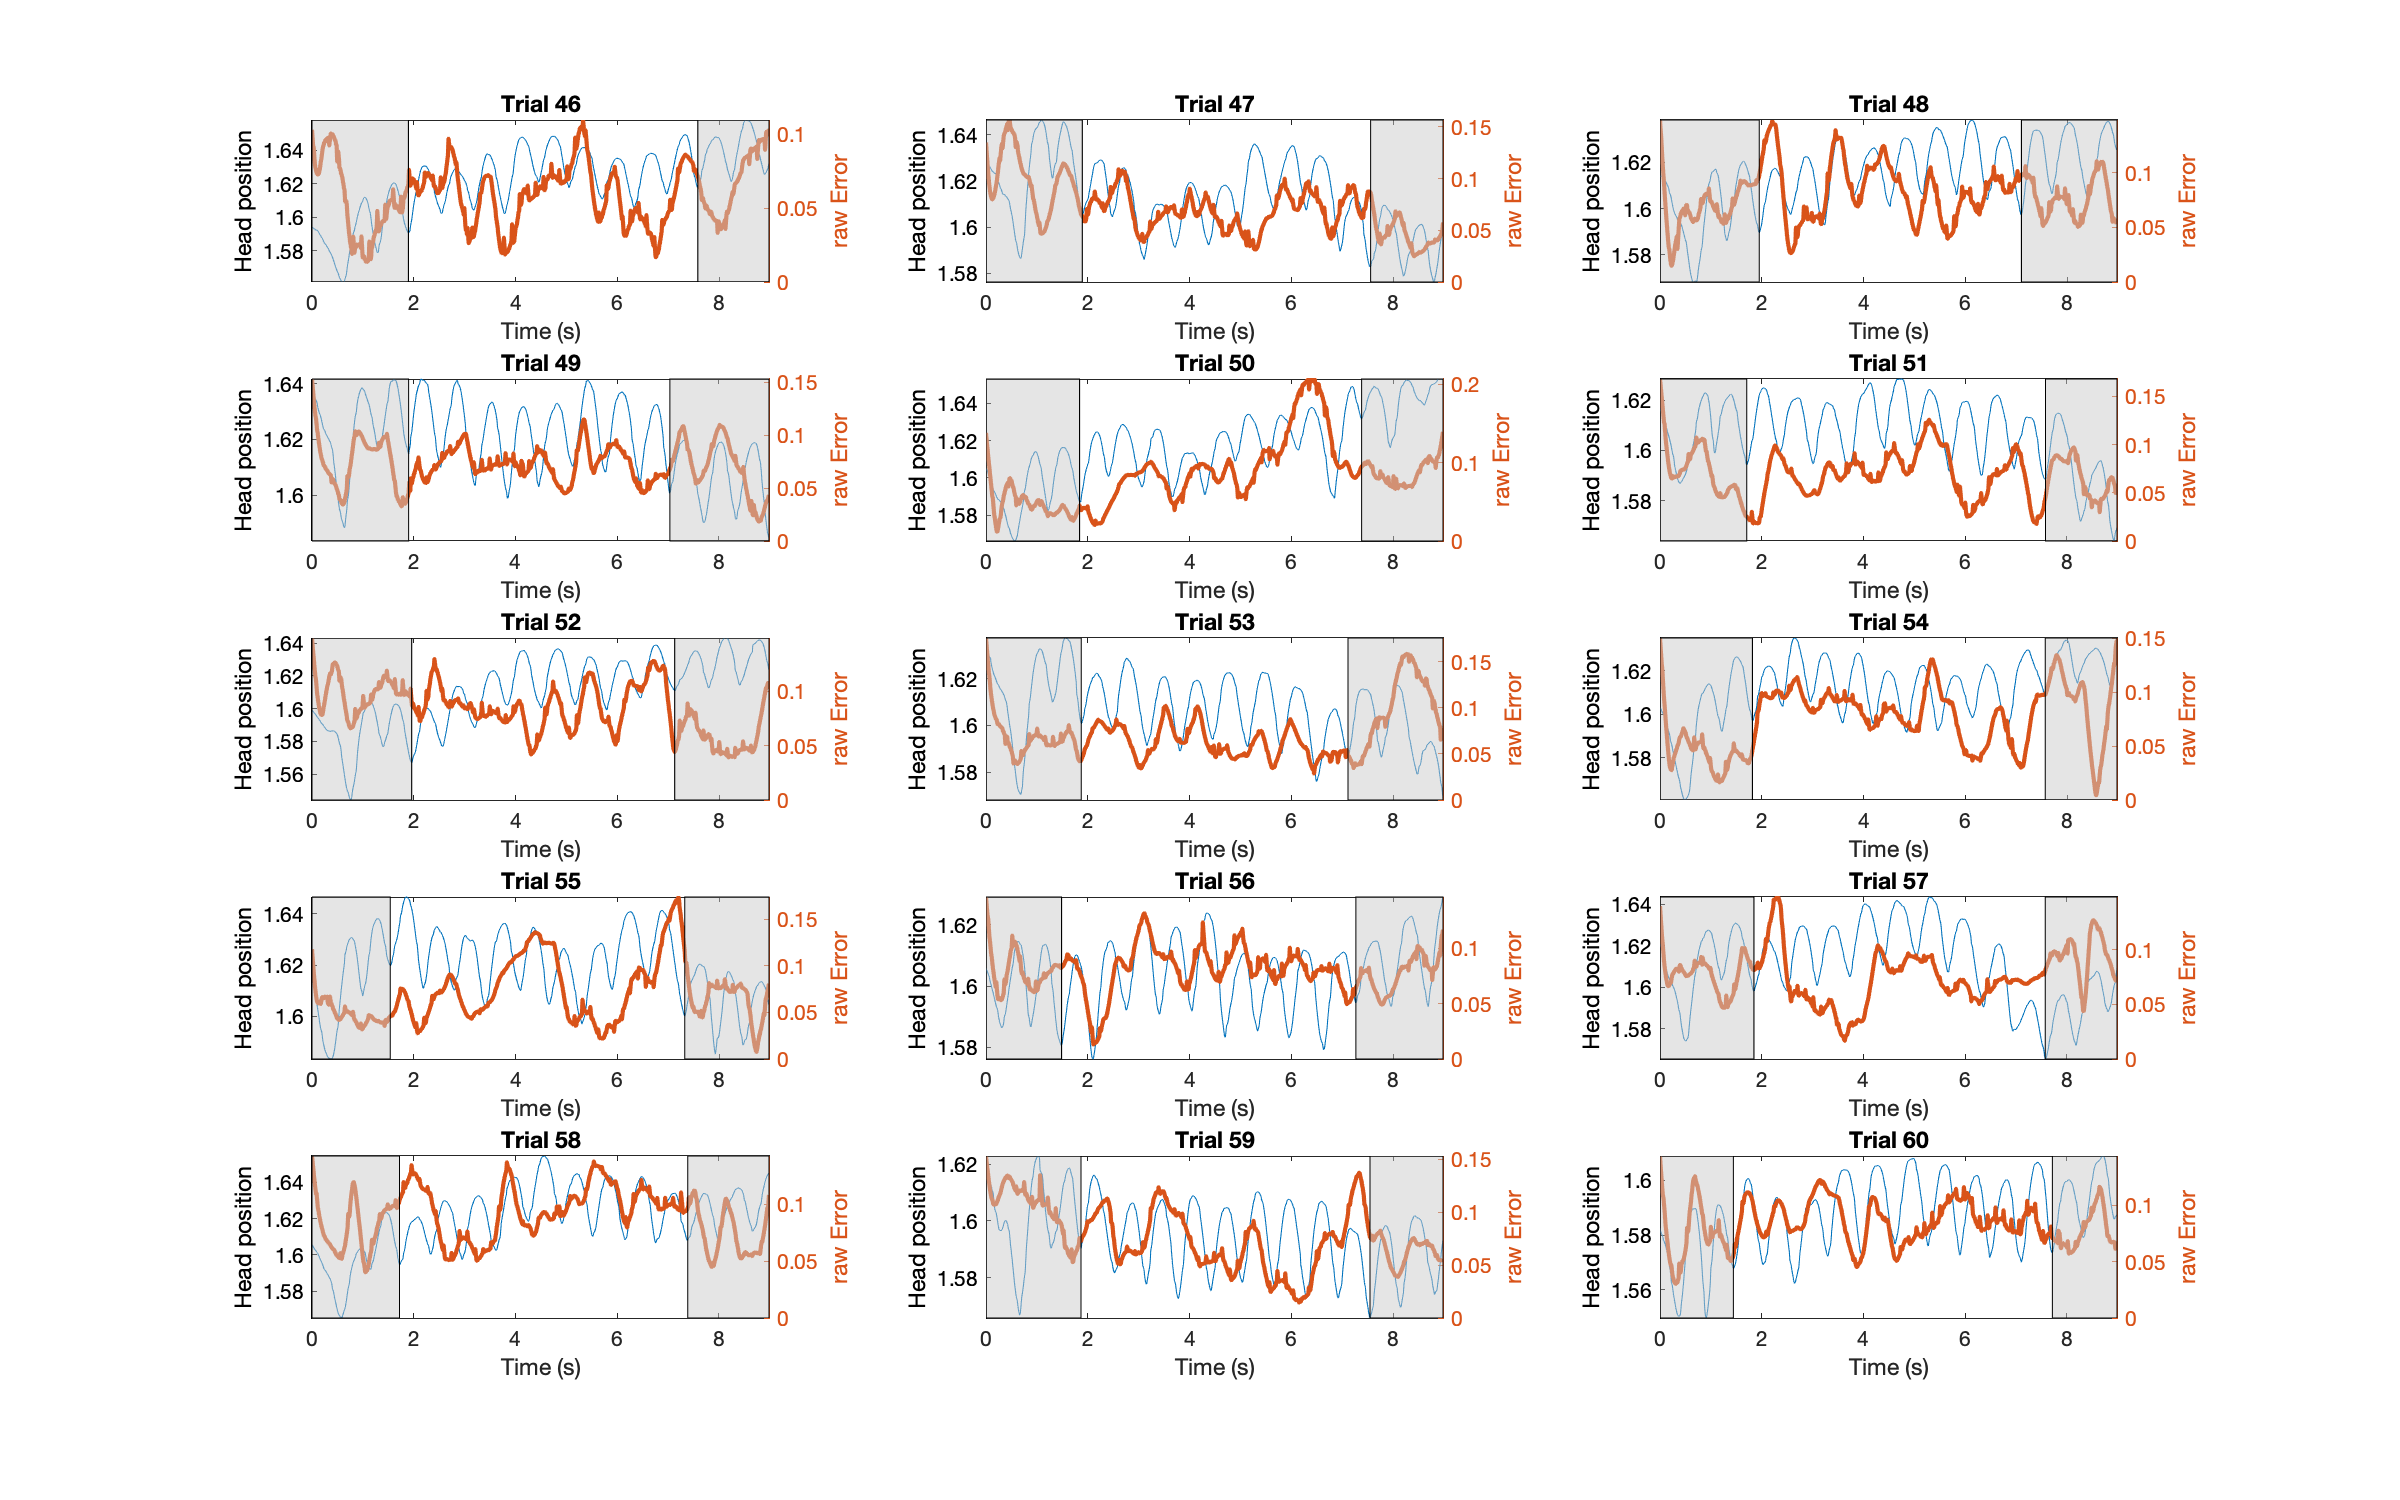 Trial 46
Head position
1.64
1.62
1.6
1.58
0.1
0.05
0
raw Error
0 2 4 6 8
Time (s)
Trial 47
Head position
1.64
1.62
1.6
1.58
0.15
0.1
0.05
0
raw Error
0 2 4 6 8
Time (s)
Trial 48
Head position
1.62
1.6
1.58
0.1
0.05
0
raw Error
0 2 4 6 8
Time (s)
Trial 49
Head position
1.64
1.62
1.6
0.15
0.1
0.05
0
raw Error
0 2 4 6 8
Time (s)
Trial 50
Head position
1.64
1.62
1.6
1.58
0.2
0.1
0
raw Error
0 2 4 6 8
Time (s)
Trial 51
Head position
1.62
1.6
1.58
0.15
0.1
0.05
0
raw Error
0 2 4 6 8
Time (s)
Trial 52
Head position
1.64
1.62
1.6
1.58
1.56
0.1
0.05
0
raw Error
0 2 4 6 8
Time (s)
Trial 53
Head position
1.62
1.6
1.58
0.15
0.1
0.05
0
raw Error
0 2 4 6 8
Time (s)
Trial 54
Head position
1.62
1.6
1.58
0.15
0.1
0.05
0
raw Error
0 2 4 6 8
Time (s)
Trial 55
Head position
1.64
1.62
1.6
0.15
0.1
0.05
0
raw Error
0 2 4 6 8
Time (s)
Trial 56
Head position
1.62
1.6
1.58
0.1
0.05
0
raw Error
0 2 4 6 8
Time (s)
Trial 57
Head position
1.64
1.62
1.6
1.58
0.1
0.05
0
raw Error
0 2 4 6 8
Time (s)
Trial 58
Head position
1.64
1.62
1.6
1.58
0.1
0.05
0
raw Error
0 2 4 6 8
Time (s)
Trial 59
Head position
1.62
1.6
1.58
0.15
0.1
0.05
0
raw Error
0 2 4 6 8
Time (s)
Trial 60
Head position
1.6
1.58
1.56
0.1
0.05
0
raw Error
0 2 4 6 8
Time (s)